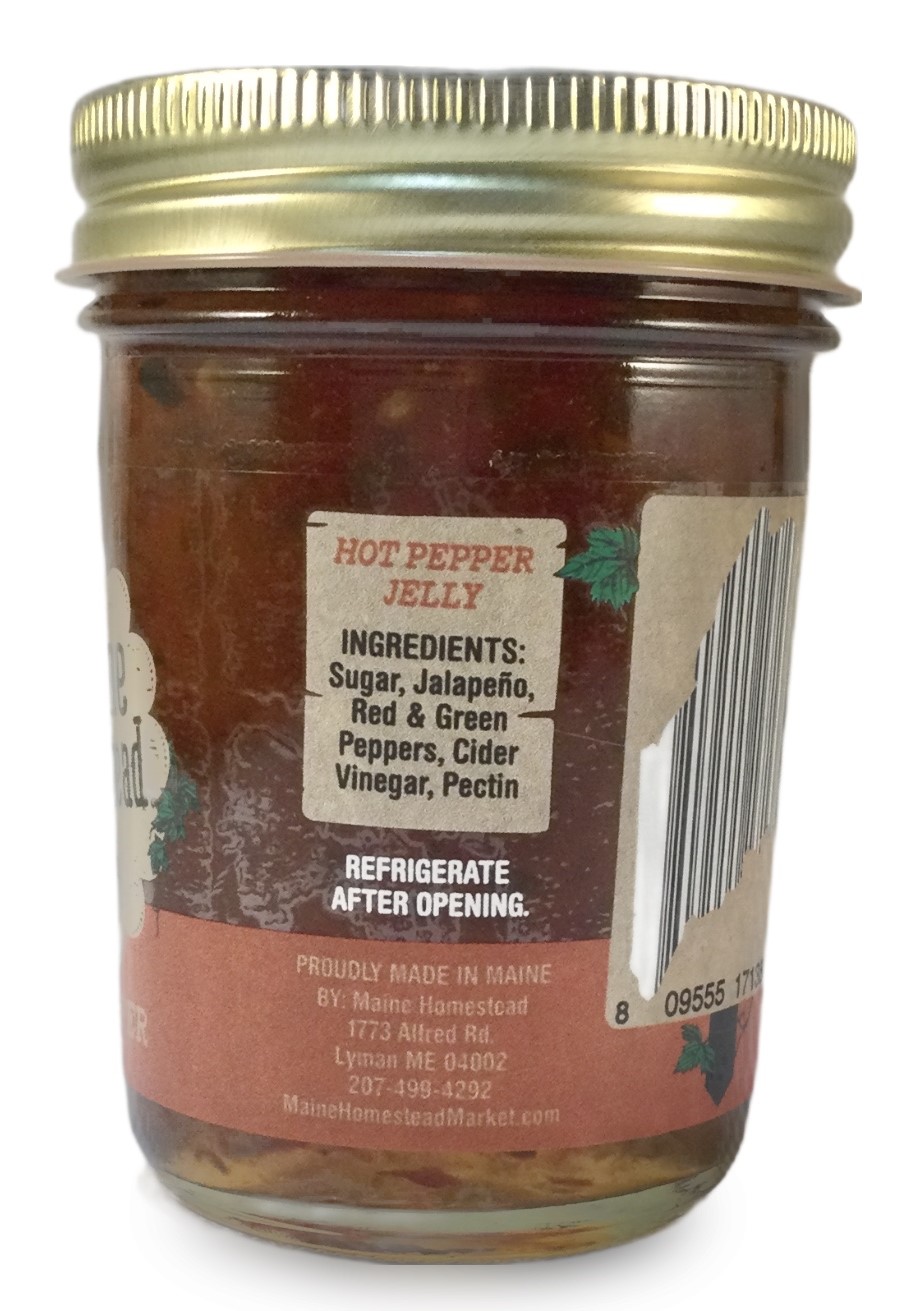 HOT PEPPER
JELLY
INGREDIENTS:
Sugar, Jalapeño,
Red & Green
Peppers, Cider
Vinegar, Pectin
REFRIGERATE
AFTER OPENING.
PROUDLY MADE IN MAINE
BY: Maine Homestead
1773 Alfred Rd.
Lyman ME 04002
207-499-4292
MaineHomesteadMarket.com
8 09555